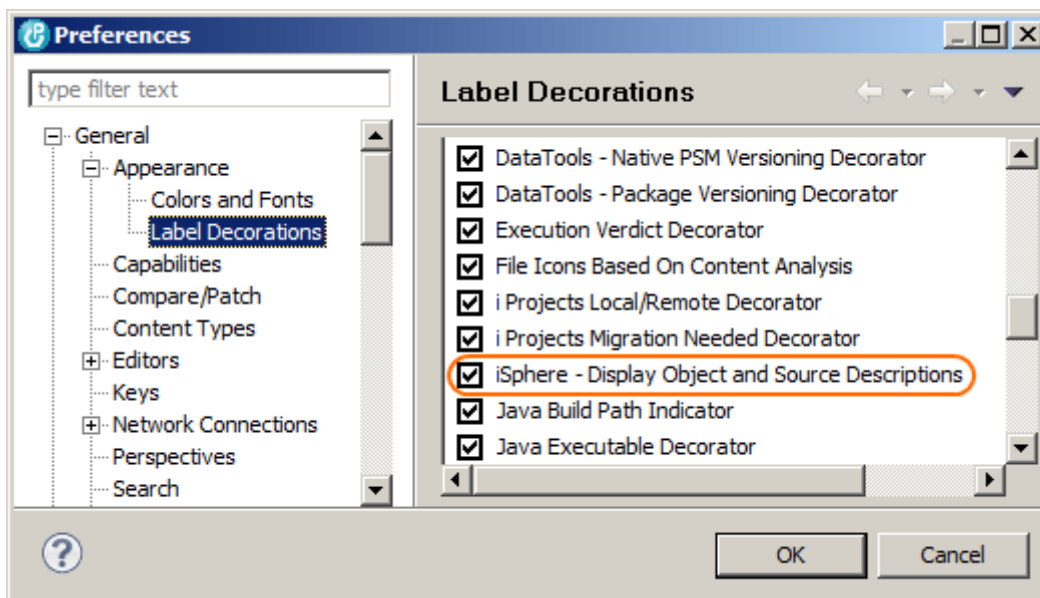 Preferences
type filter text
General
Appearance
Colors and Fonts
Label Decorations
Capabilities
Compare/Patch
Content Types
Editors
Keys
Network Connections
Perspectives
Search
Label Decorations
DataTools - Native PSM Versioning Decorator
DataTools - Package Versioning Decorator
Execution Verdict Decorator
File Icons Based On Content Analysis
i Projects Local/Remote Decorator
i Projects Migration Needed Decorator
iSphere - Display Object and Source Descriptions
Java Build Path Indicator
Java Executable Decorator
?
OK
Cancel